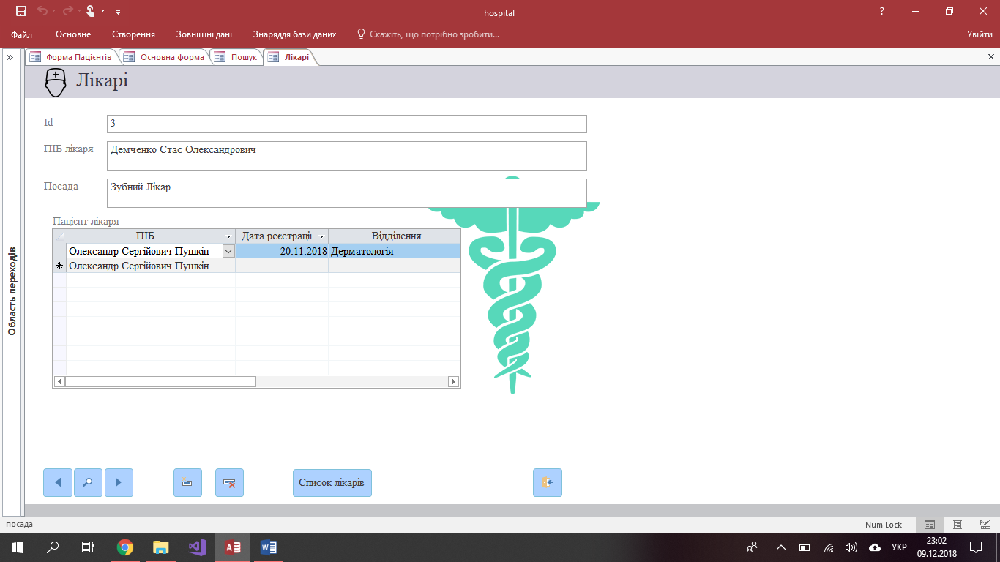 hospital
?
Файл Основне Створення Зовнішні дані Знаряддя бази даних Скажіть, що потрібно зробити... Увійти
» Форма Пацієнтів Основна форма Пошук Лікарі
Лікарі
Id 3
ПІБ лікаря Демченко Стас Олександрович
Посада Зубний Лікар
Пацієнт лікаря
ПІБ Дата реєстрації Відділення
Олександр Сергійович Пушкін 20.11.2018 Дерматологія
Олександр Сергійович Пушкін
Область переходів
Список лікарів
посада Num Lock
УКР 23:02
09.12.2018